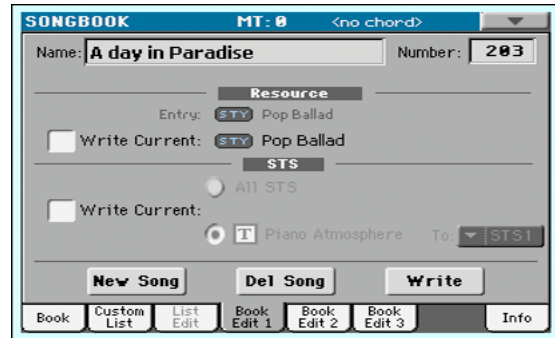 SONGBOOK MT:0 <no chord>
Name: A day in Paradise Number: 203
Resource
Entry: STY Pop Ballad
Write Current: STY Pop Ballad
STS
All STS
Write Current:
T Piano Atmosphere To: STS1
New Song Del Song Write
Book Custom List List Edit Book Edit 1 Book Edit 2 Book Edit 3 Info